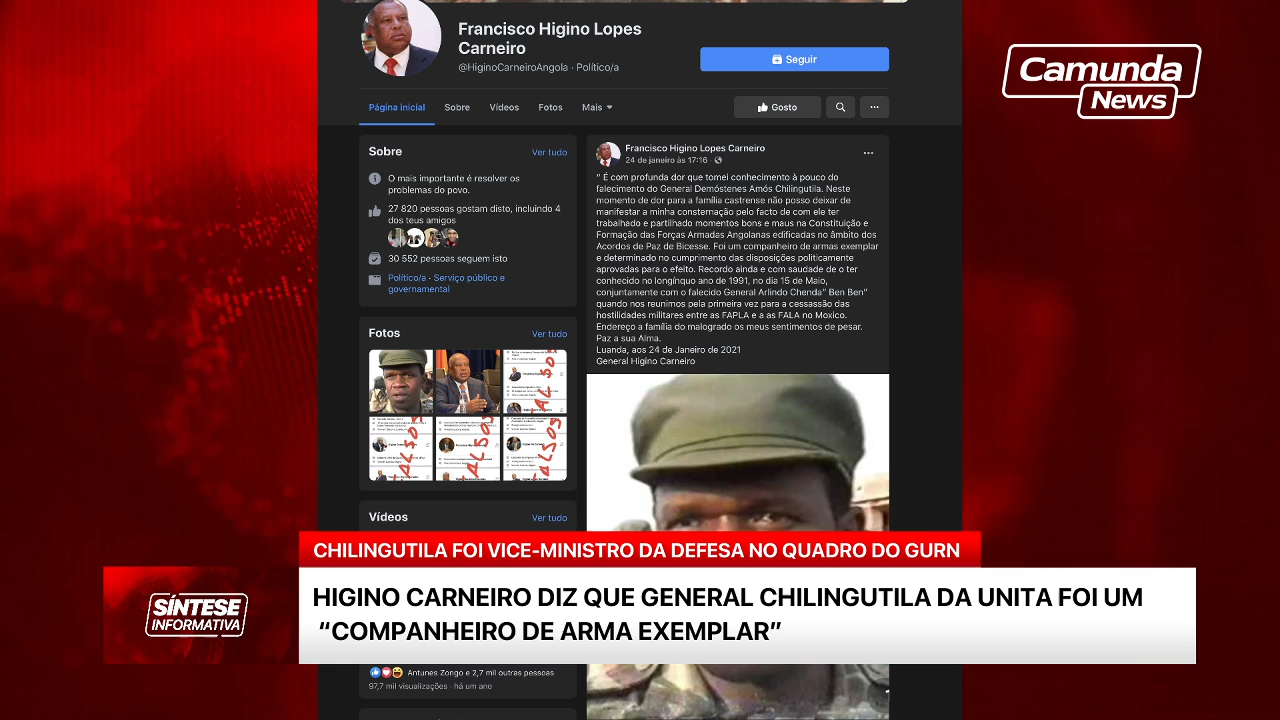 Francisco Higino Lopes
Carneiro
@HiginoCarneiroAngola · Político/a
Seguir
Camunda
News
Página inicial
Sobre
Vídeos
Fotos
Mais
Gosto
Sobre
Ver tudo
O mais importante é resolver os
problemas do povo.
27 820 pessoas gostam disto, incluindo 4
dos teus amigos
30 552 pessoas seguem isto
Político/a · Serviço público e
governamental
Fotos
Ver tudo
FALSOS
FALSOS
FALSOS
FALSOS
Vídeos
Ver tudo
Francisco Higino Lopes Carneiro
24 de janeiro às 17:16 ·
" É com profunda dor que tomei conhecimento à pouco do
falecimento do General Demóstenes Amós Chilingutila. Neste
momento de dor para a família castrense não posso deixar de
manifestar a minha consternação pelo facto de com ele ter
trabalhado e partilhado momentos bons e maus na Constituição e
Formação das Forças Armadas Angolanas edificadas no âmbito dos
Acordos de Paz de Bicesse. Foi um companheiro de armas exemplar
e determinado no cumprimento das disposições politicamente
aprovadas para o efeito. Recordo ainda e com saudade de o ter
conhecido no longínquo ano de 1991, no dia 15 de Maio,
conjuntamente com o falecido General Arlindo Chenda" Ben Ben"
quando nos reunimos pela primeira vez para a cessassão das
hostilidades militares entre as FAPLA e a as FALA no Moxico.
Endereço a família do malogrado os meus sentimentos de pesar.
Paz a sua Alma.
Luanda, aos 24 de Janeiro de 2021
General Higino Carneiro
CHILINGUTILA FOI VICE-MINISTRO DA DEFESA NO QUADRO DO GURN
SÍNTESE
INFORMATIVA
HIGINO CARNEIRO DIZ QUE GENERAL CHILINGUTILA DA UNITA FOI UM
“COMPANHEIRO DE ARMA EXEMPLAR”
Antunes Zongo e 2,7 mil outras pessoas
97,7 mil visualizações · há um ano